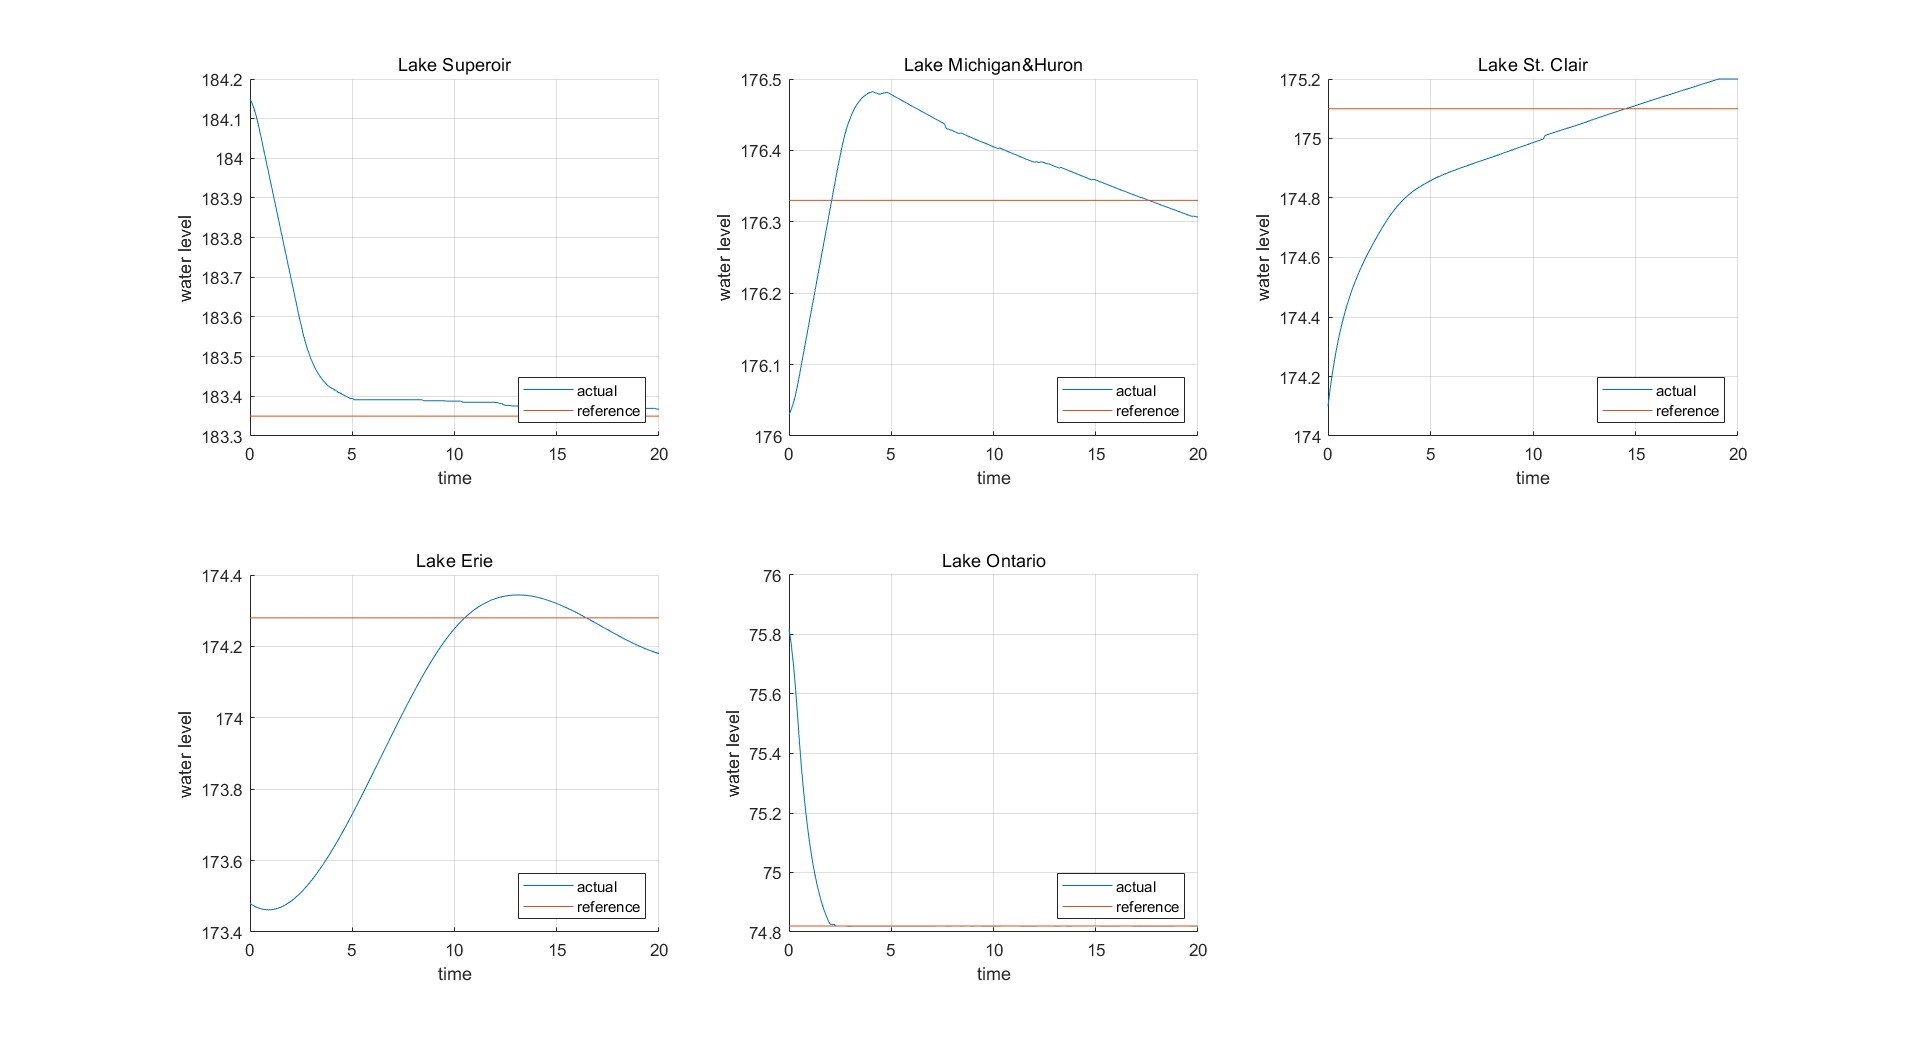 Lake Superoir
184.2
184.1
184
183.9
183.8
183.7
183.6
183.5
183.4
183.3
water level
0 5 10 15 20
time
actual
reference
Lake Michigan&Huron
176.5
176.4
176.3
176.2
176.1
176
water level
0 5 10 15 20
time
actual
reference
Lake St. Clair
175.2
175
174.8
174.6
174.4
174.2
174
water level
0 5 10 15 20
time
actual
reference
Lake Erie
174.4
174.2
174
173.8
173.6
173.4
water level
0 5 10 15 20
time
actual
reference
Lake Ontario
76
75.8
75.6
75.4
75.2
75
74.8
water level
0 5 10 15 20
time
actual
reference